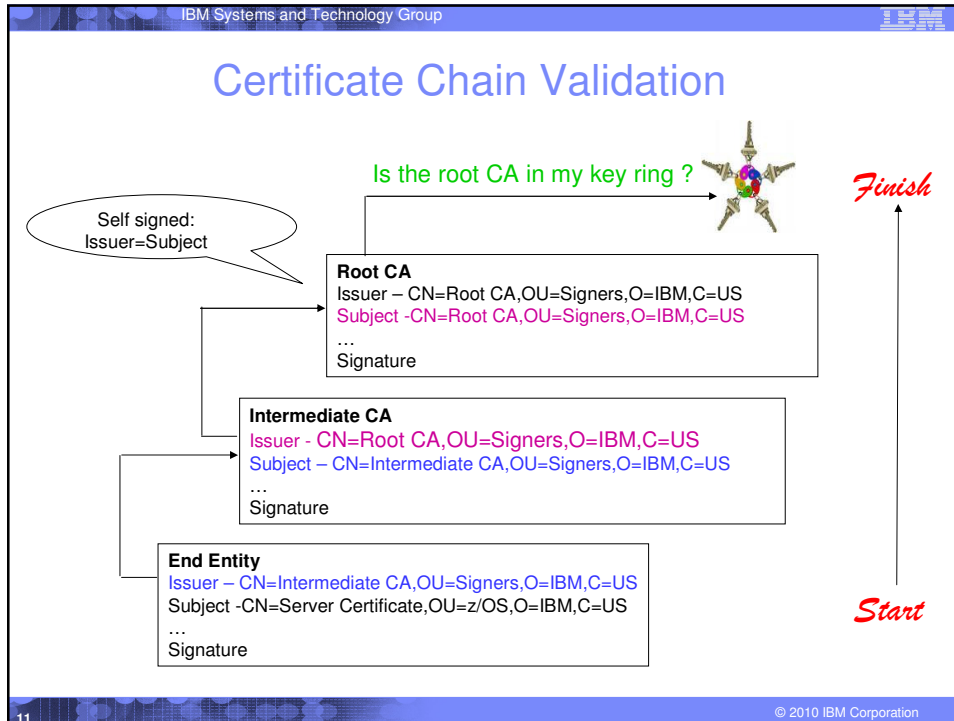 IBM Systems and Technology Group
IBM
Certificate Chain Validation
Is the root CA in my key ring ?
Finish
Self signed:
Issuer=Subject
Root CA
Issuer – CN=Root CA,OU=Signers,O=IBM,C=US
Subject -CN=Root CA,OU=Signers,O=IBM,C=US
…
Signature
Intermediate CA
Issuer - CN=Root CA,OU=Signers,O=IBM,C=US
Subject – CN=Intermediate CA,OU=Signers,O=IBM,C=US
…
Signature
End Entity
Issuer – CN=Intermediate CA,OU=Signers,O=IBM,C=US
Subject -CN=Server Certificate,OU=z/OS,O=IBM,C=US
…
Signature
Start
11
© 2010 IBM Corporation